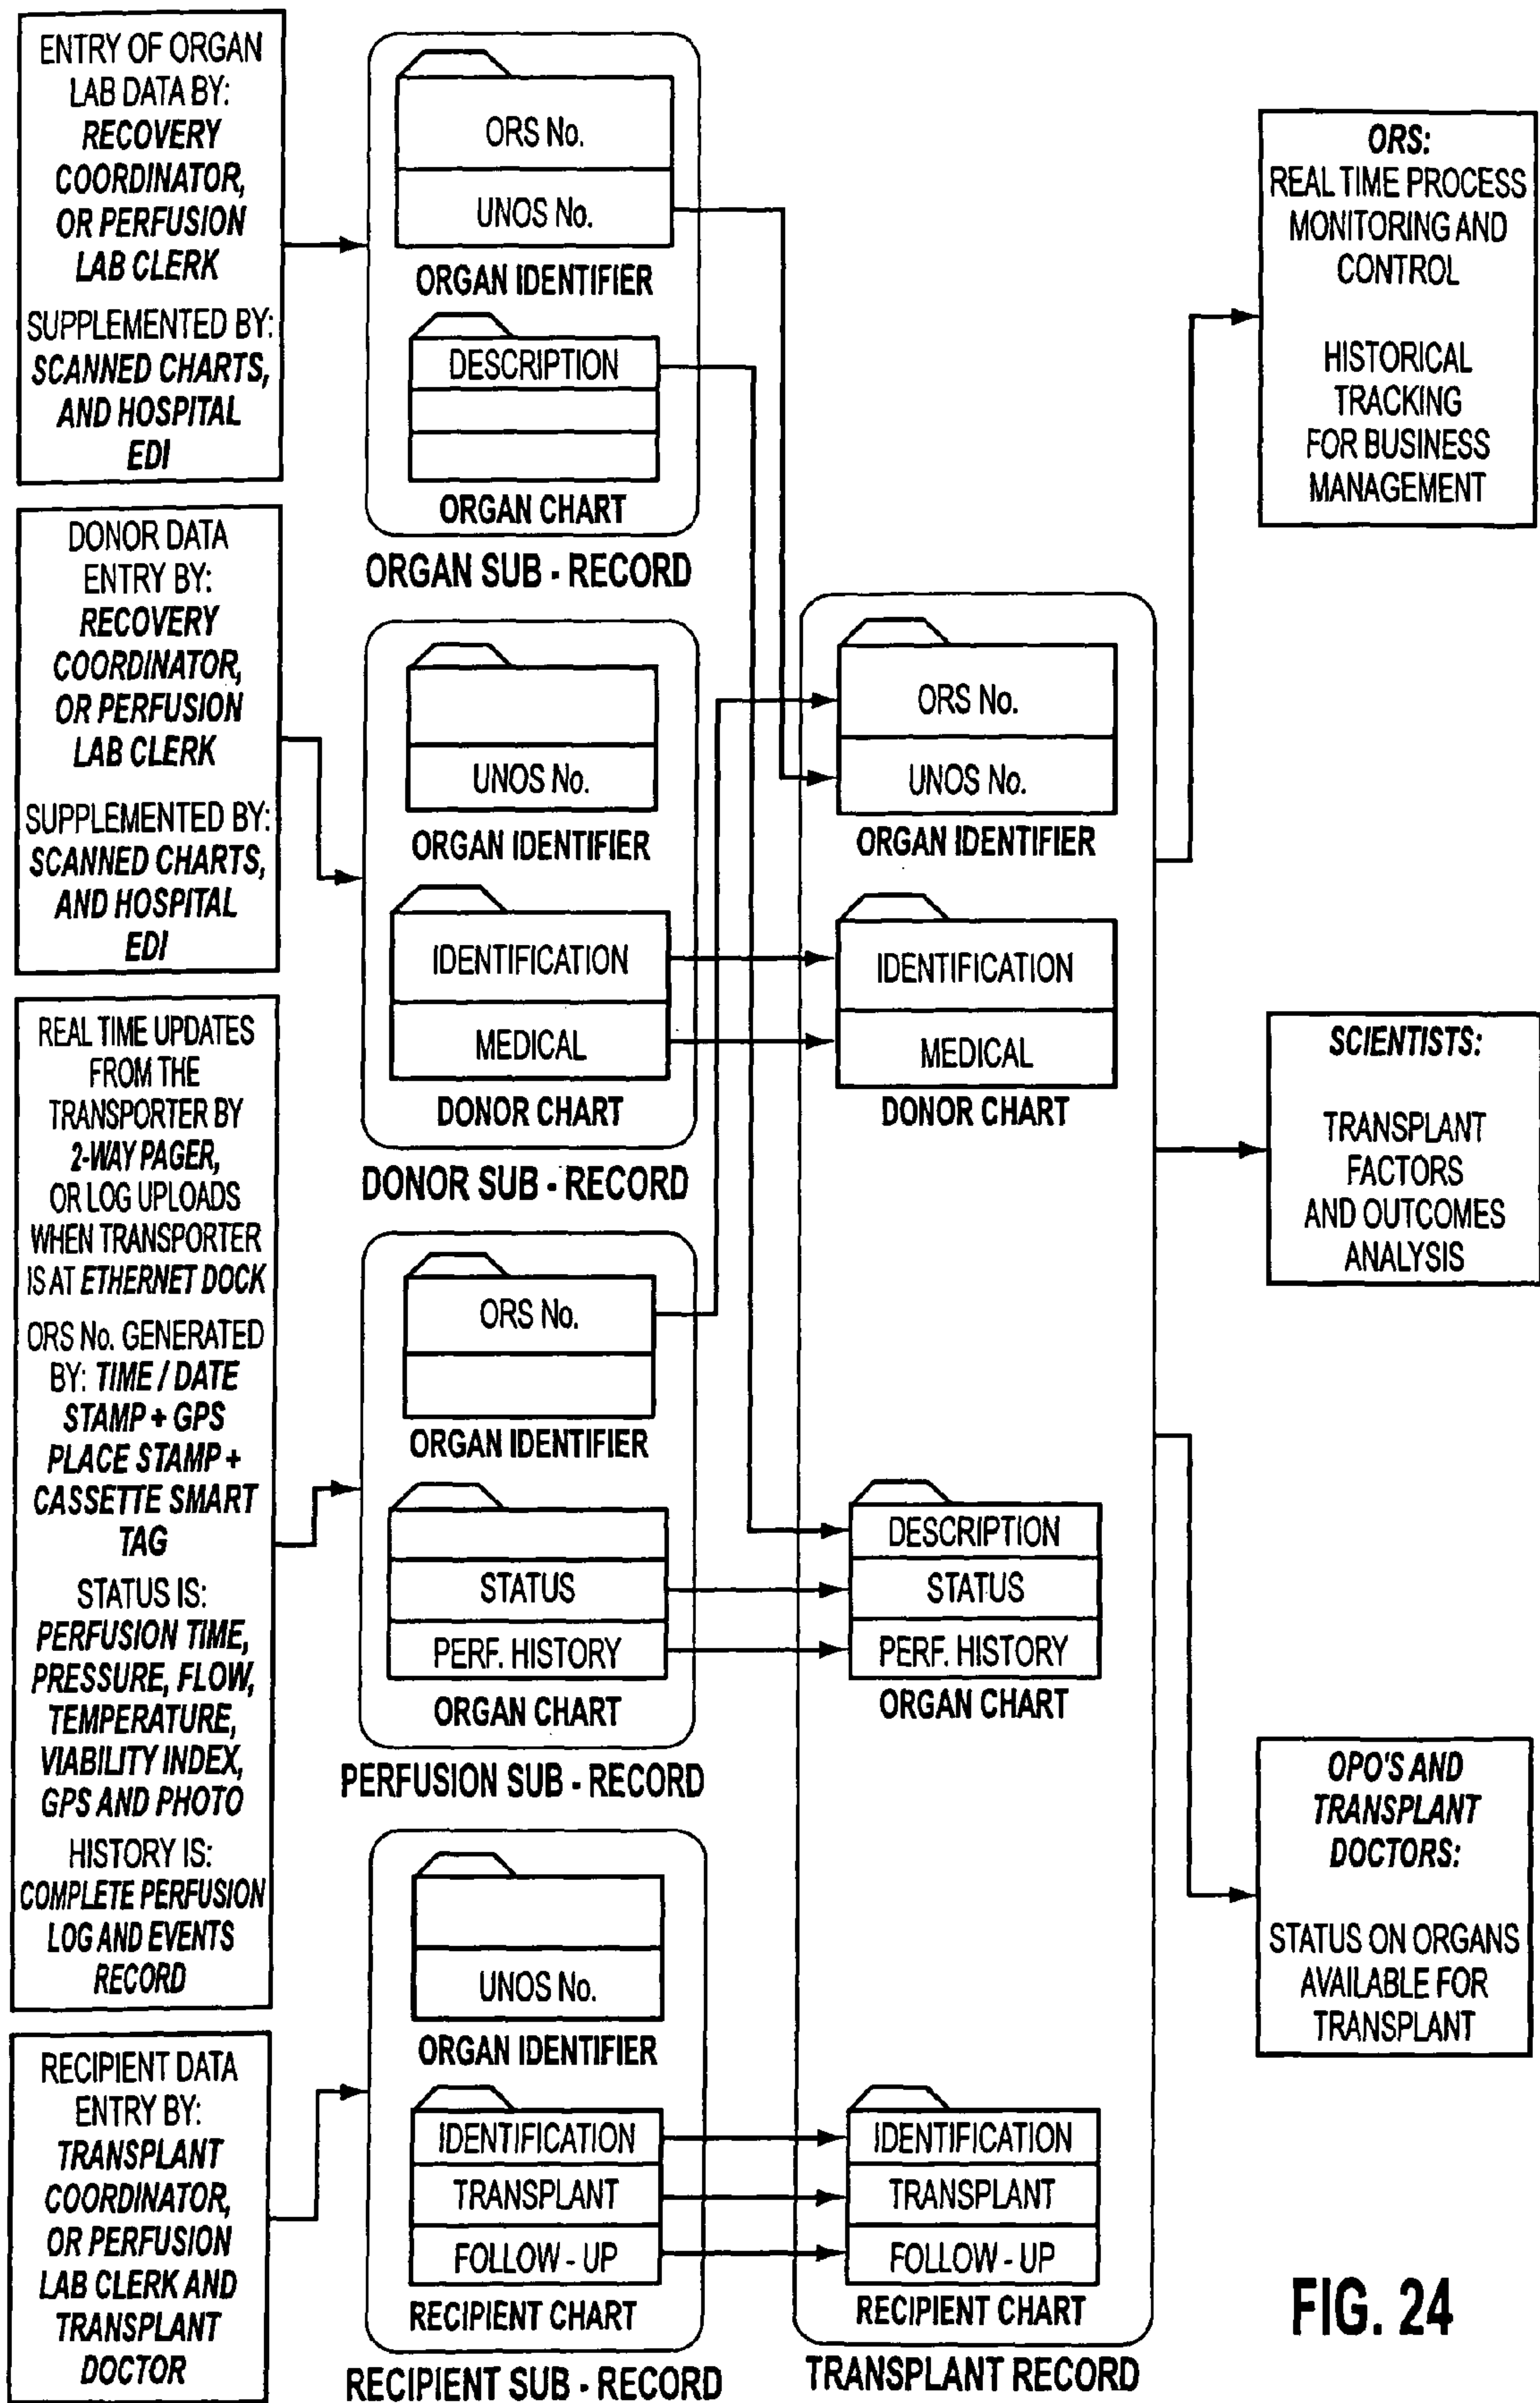 ENTRY OF ORGAN
LAB DATA BY:
RECOVERY
COORDINATOR,
OR PERFUSION
LAB CLERK
SUPPLEMENTED BY:
SCANNED CHARTS,
AND HOSPITAL
EDI
DONOR DATA
ENTRY BY:
RECOVERY
COORDINATOR,
OR PERFUSION
LAB CLERK
SUPPLEMENTED BY:
SCANNED CHARTS,
AND HOSPITAL
EDI
REAL TIME UPDATES
FROM THE
TRANSPORTER BY
2-WAY PAGER,
OR LOG UPLOADS
WHEN TRANSPORTER
IS AT ETHERNET DOCK
ORS No. GENERATED
BY: TIME / DATE
STAMP + GPS
PLACE STAMP +
CASSETTE SMART
TAG
STATUS IS:
PERFUSION TIME,
PRESSURE, FLOW,
TEMPERATURE,
VIABILITY INDEX,
GPS AND PHOTO
HISTORY IS:
COMPLETE PERFUSION
LOG AND EVENTS
RECORD
RECIPIENT DATA
ENTRY BY:
TRANSPLANT
COORDINATOR,
OR PERFUSION
LAB CLERK AND
TRANSPLANT
DOCTOR
ORS No.
UNOS No.
ORGAN IDENTIFIER
DESCRIPTION
ORGAN CHART
ORGAN SUB - RECORD
UNOS No.
ORGAN IDENTIFIER
IDENTIFICATION
MEDICAL
DONOR CHART
DONOR SUB - RECORD
ORS No.
ORGAN IDENTIFIER
STATUS
PERF. HISTORY
ORGAN CHART
PERFUSION SUB - RECORD
UNOS No.
ORGAN IDENTIFIER
IDENTIFICATION
TRANSPLANT
FOLLOW - UP
RECIPIENT CHART
RECIPIENT SUB - RECORD
ORS No.
UNOS No.
ORGAN IDENTIFIER
IDENTIFICATION
MEDICAL
DONOR CHART
DESCRIPTION
STATUS
PERF. HISTORY
ORGAN CHART
IDENTIFICATION
TRANSPLANT
FOLLOW - UP
RECIPIENT CHART
TRANSPLANT RECORD
ORS:
REAL TIME PROCESS
MONITORING AND
CONTROL
HISTORICAL
TRACKING
FOR BUSINESS
MANAGEMENT
SCIENTISTS:
TRANSPLANT
FACTORS
AND OUTCOMES
ANALYSIS
OPO'S AND
TRANSPLANT
DOCTORS:
STATUS ON ORGANS
AVAILABLE FOR
TRANSPLANT
FIG. 24